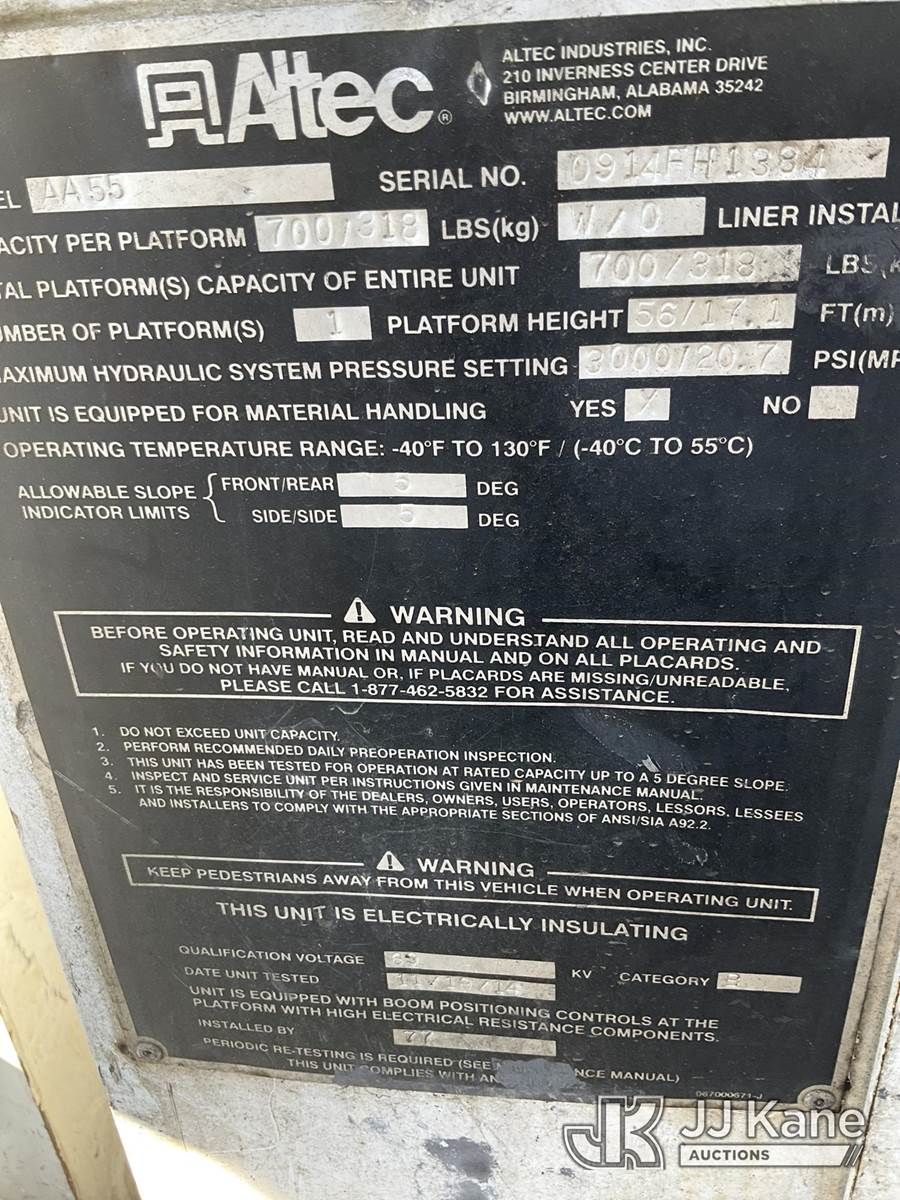 Altec®
ALTEC INDUSTRIES, INC.
210 INVERNESS CENTER DRIVE
BIRMINGHAM, ALABAMA 35242
WWW.ALTEC.COM
EL AA55 SERIAL NO. 0914FH1384
ACITY PER PLATFORM 700/318 LBS(kg) W/O LINER INSTAL
TAL PLATFORM(S) CAPACITY OF ENTIRE UNIT 700/318 LBS(k
UMBER OF PLATFORM(S) 1 PLATFORM HEIGHT 56/17.1 FT(m)
AXIMUM HYDRAULIC SYSTEM PRESSURE SETTING 3000/20.7 PSI(MP
UNIT IS EQUIPPED FOR MATERIAL HANDLING YES X NO
OPERATING TEMPERATURE RANGE: -40°F TO 130°F / (-40°C TO 55°C)
ALLOWABLE SLOPE INDICATOR LIMITS
FRONT/REAR 5 DEG
SIDE/SIDE 5 DEG
WARNING
BEFORE OPERATING UNIT, READ AND UNDERSTAND ALL OPERATING AND
SAFETY INFORMATION IN MANUAL AND ON ALL PLACARDS.
IF YOU DO NOT HAVE MANUAL OR, IF PLACARDS ARE MISSING/UNREADABLE,
PLEASE CALL 1-877-462-5832 FOR ASSISTANCE.
1. DO NOT EXCEED UNIT CAPACITY.
2. PERFORM RECOMMENDED DAILY PREOPERATION INSPECTION.
3. THIS UNIT HAS BEEN TESTED FOR OPERATION AT RATED CAPACITY UP TO A 5 DEGREE SLOPE.
4. INSPECT AND SERVICE UNIT PER INSTRUCTIONS GIVEN IN MAINTENANCE MANUAL.
5. IT IS THE RESPONSIBILITY OF THE DEALERS, OWNERS, USERS, OPERATORS, LESSORS, LESSEES
AND INSTALLERS TO COMPLY WITH THE APPROPRIATE SECTIONS OF ANSI/SIA A92.2.
WARNING
KEEP PEDESTRIANS AWAY FROM THIS VEHICLE WHEN OPERATING UNIT.
THIS UNIT IS ELECTRICALLY INSULATING
QUALIFICATION VOLTAGE KV CATEGORY B
DATE UNIT TESTED
UNIT IS EQUIPPED WITH BOOM POSITIONING CONTROLS AT THE
PLATFORM WITH HIGH ELECTRICAL RESISTANCE COMPONENTS.
INSTALLED BY 77
PERIODIC RE-TESTING IS REQUIRED (SEE NCE MANUAL)
THIS UNIT COMPLIES WITH AN
067000671-J
JK JJ Kane
AUCTIONS